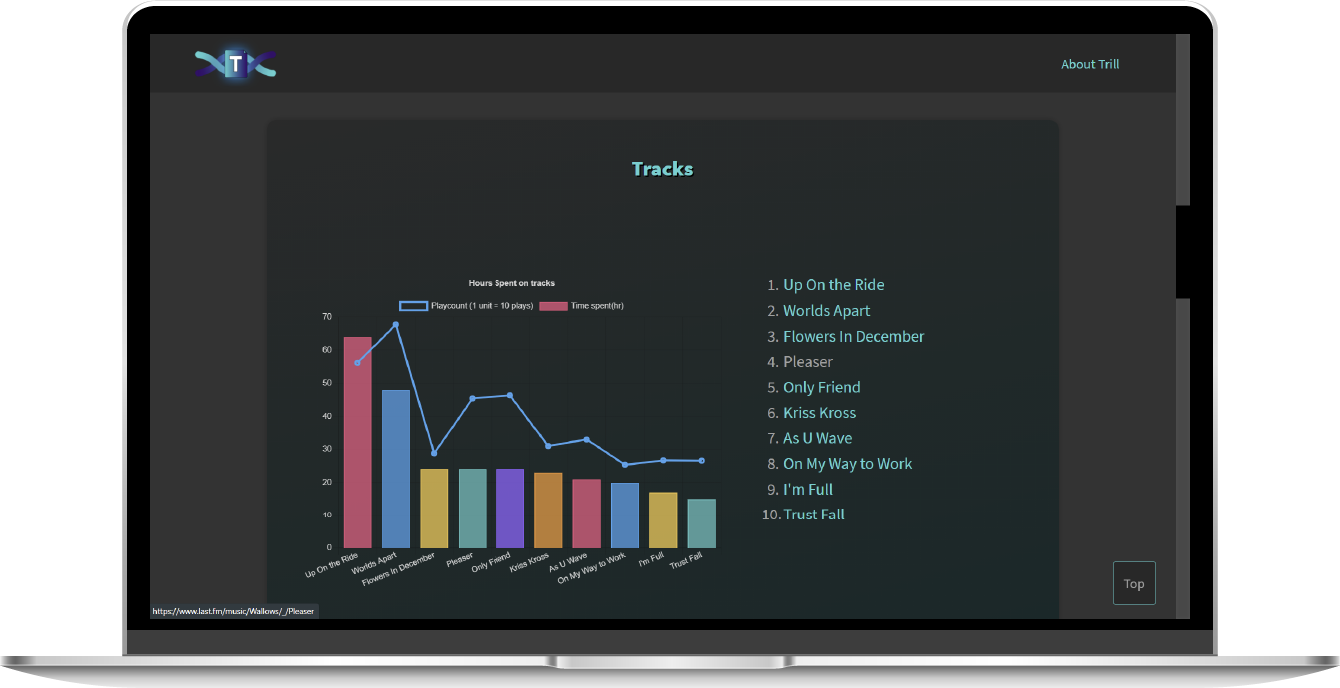 T
About Trill
Tracks
Hours Spent on tracks
Playcount (1 unit = 10 plays) Time spent(hr)
70
60
50
40
30
20
10
0
Up On the Ride
Worlds Apart
Flowers In December
Pleaser
Only Friend
Kriss Kross
As U Wave
On My Way to Work
I'm Full
Trust Fall
1. Up On the Ride
2. Worlds Apart
3. Flowers In December
4. Pleaser
5. Only Friend
6. Kriss Kross
7. As U Wave
8. On My Way to Work
9. I'm Full
10. Trust Fall
Top
https://www.last.fm/music/Wallows/_/Pleaser